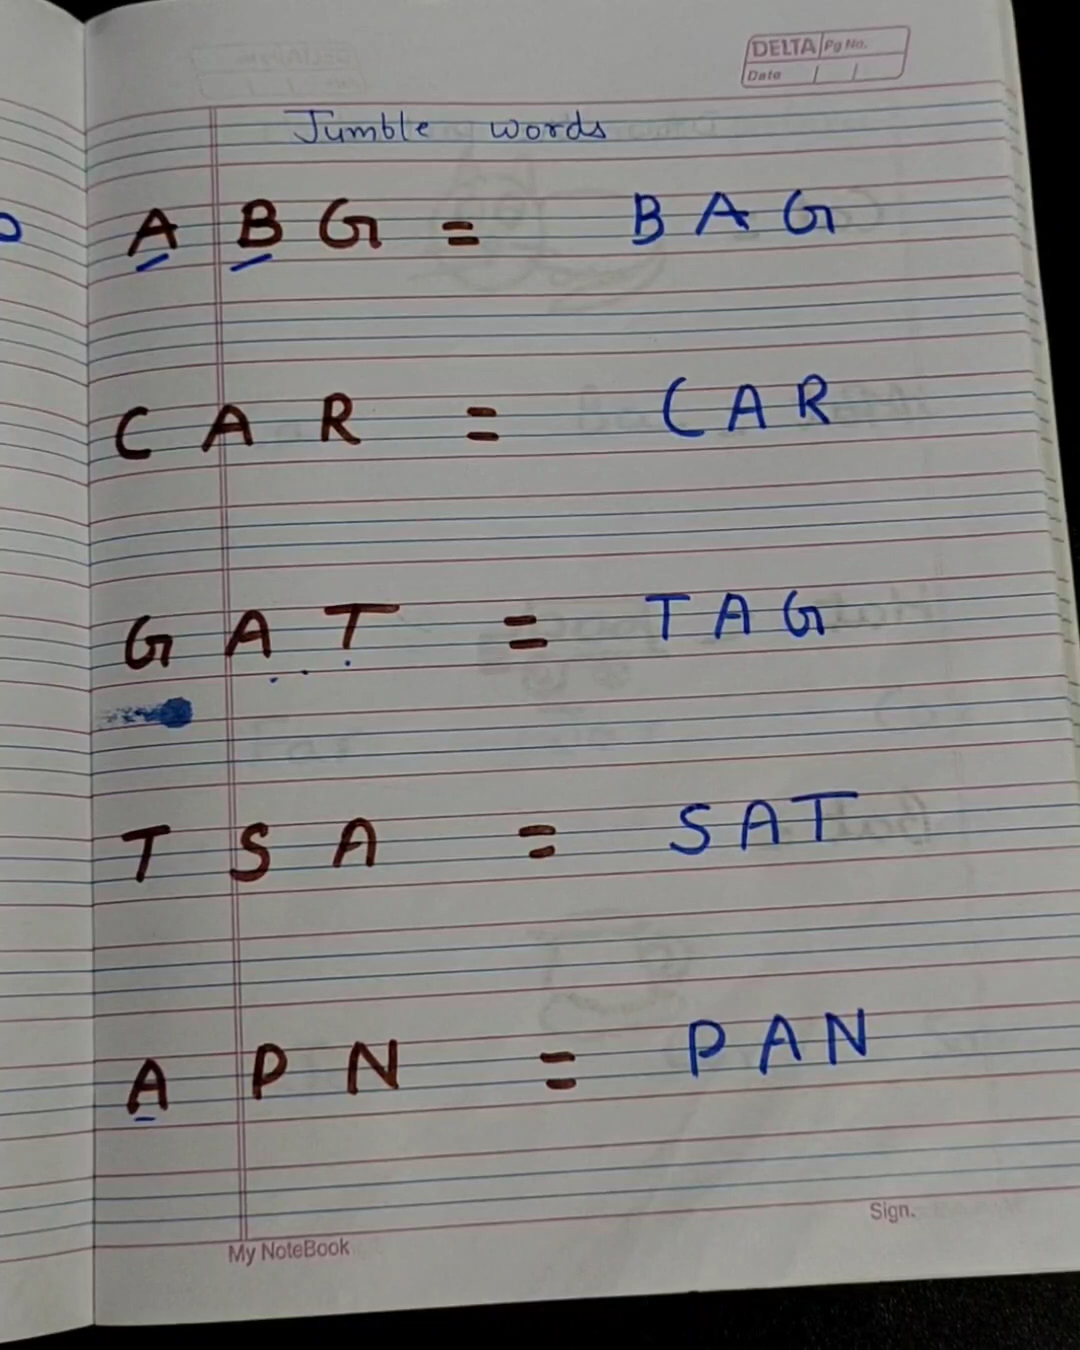 DELTA Pg No.
Date
Jumble words
A B G = B A G
C A R = C A R
G A T = T A G
T S A = S A T
A P N = P A N
Sign.
My NoteBook